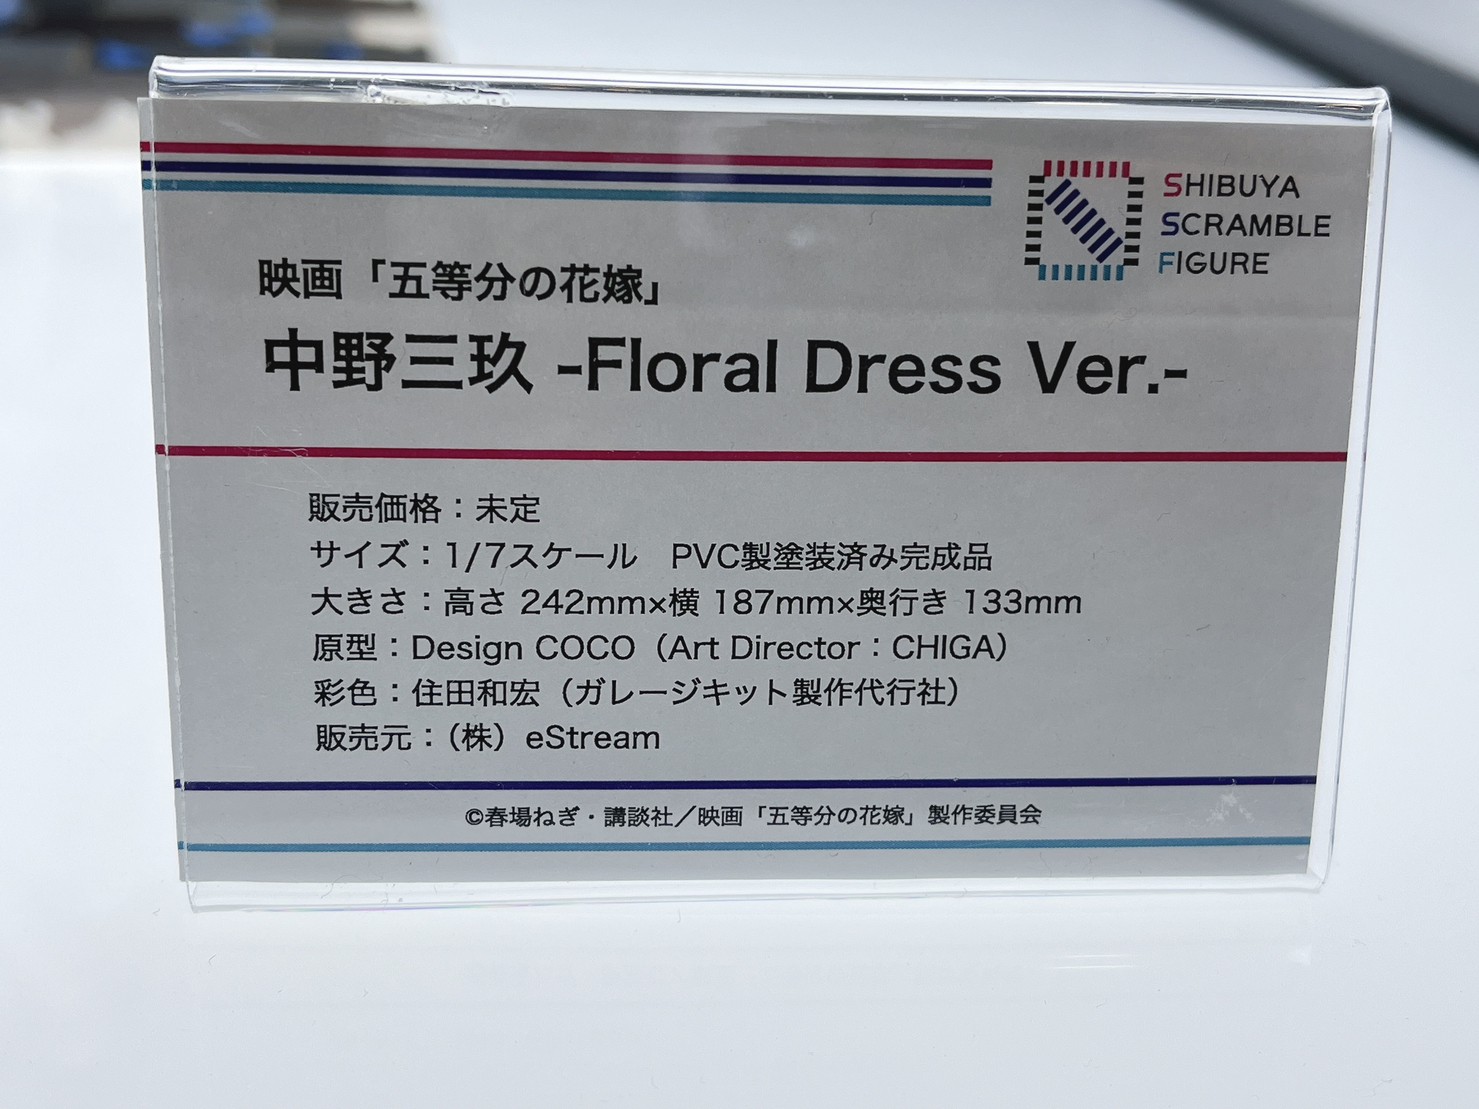 SHIBUYA
SCRAMBLE
FIGURE
映画「五等分の花嫁」
中野三玖 -Floral Dress Ver.-
販売価格：未定
サイズ：1/7スケール　PVC製塗装済み完成品
大きさ：高さ 242mm×横 187mm×奥行き 133mm
原型：Design COCO（Art Director：CHIGA）
彩色：住田和宏（ガレージキット製作代行社）
販売元：（株）eStream
©春場ねぎ・講談社／映画「五等分の花嫁」製作委員会